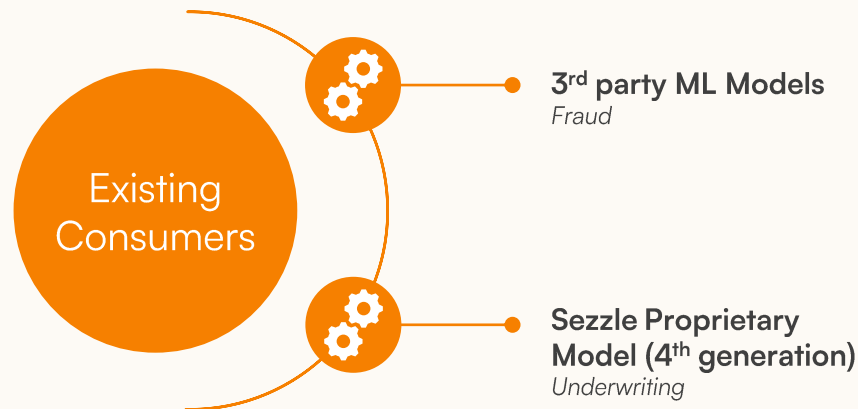 Existing
Consumers
3rd party ML Models
Fraud
Sezzle Proprietary
Model (4th generation)
Underwriting